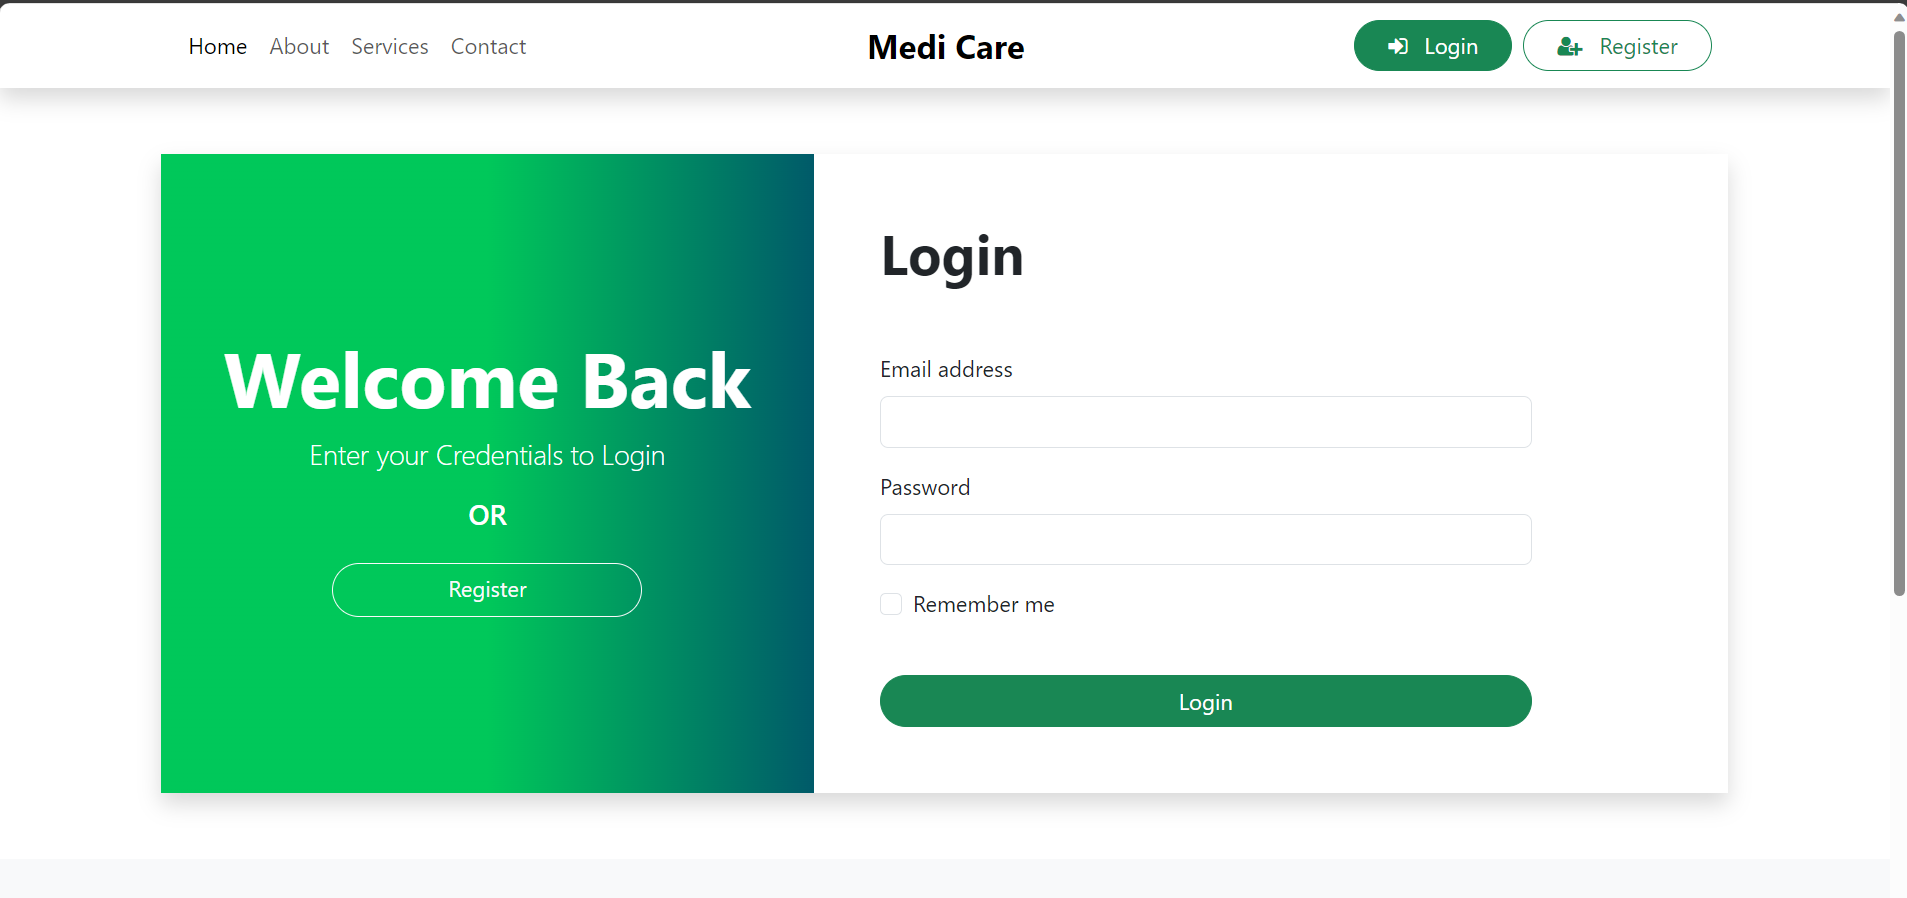 Home About Services Contact Medi Care Login Register
Welcome Back
Enter your Credentials to Login
OR
Register
Login
Email address
Password
Remember me
Login